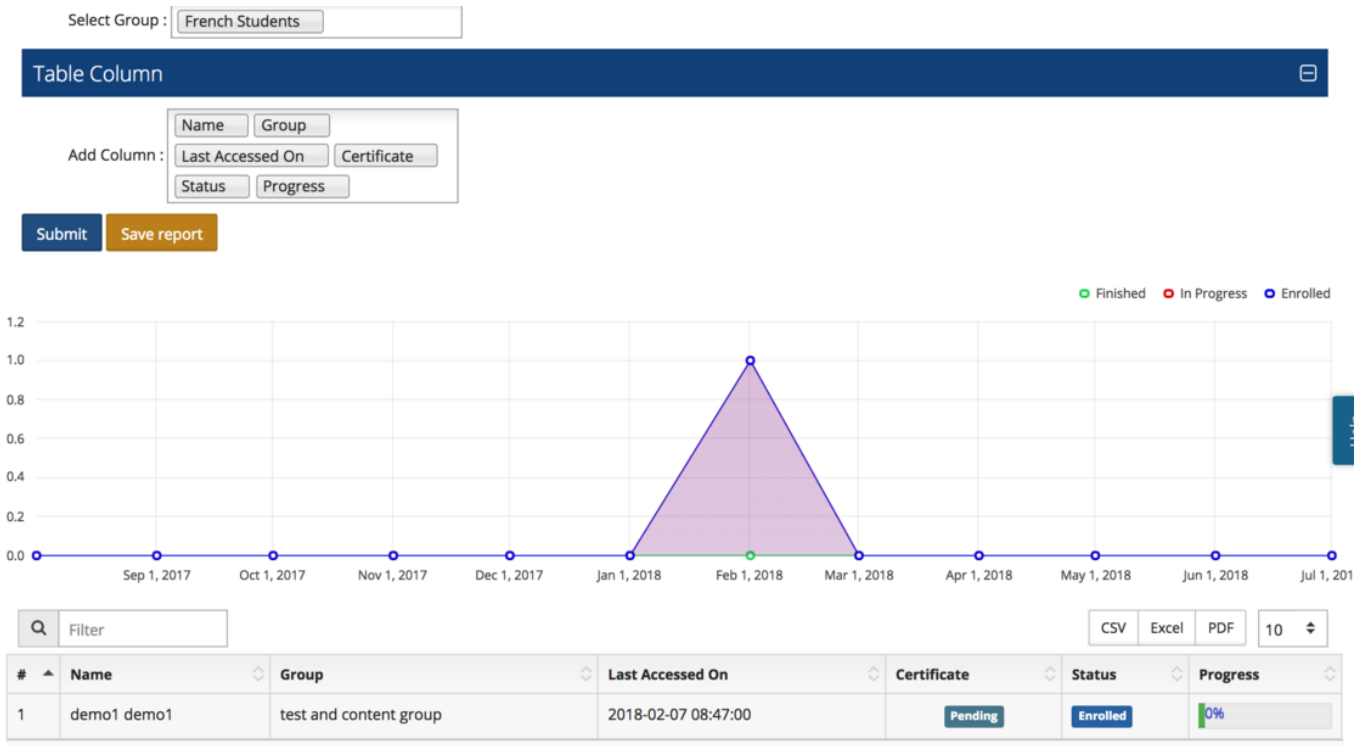 Select Group : French Students
Table Column
Name Group
Add Column : Last Accessed On Certificate
Status Progress
Submit Save report
Finished In Progress Enrolled
1.2
1.0
0.8
0.6
0.4
0.2
0.0
Sep 1, 2017 Oct 1, 2017 Nov 1, 2017 Dec 1, 2017 Jan 1, 2018 Feb 1, 2018 Mar 1, 2018 Apr 1, 2018 May 1, 2018 Jun 1, 2018 Jul 1, 201
Filter CSV Excel PDF 10
# Name Group Last Accessed On Certificate Status Progress
1 demo1 demo1 test and content group 2018-02-07 08:47:00 Pending Enrolled 0%